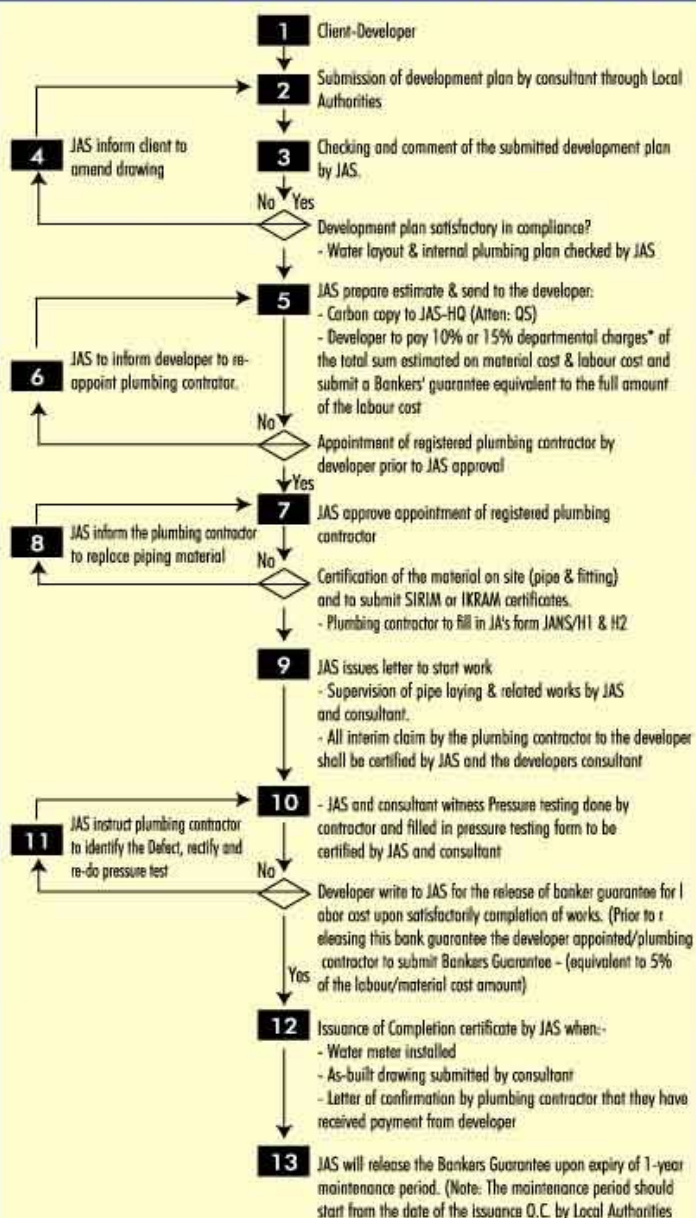 1 Client-Developer
2 Submission of development plan by consultant through Local
Authorities
4 JAS inform client to
amend drawing
3 Checking and comment of the submitted development plan
by JAS.
No Yes
Development plan satisfactory in compliance?
- Water layout & internal plumbing plan checked by JAS
5 JAS prepare estimate & send to the developer:
- Carbon copy to JAS-HQ (Atten: QS)
- Developer to pay 10% or 15% departmental charges* of
the total sum estimated on material cost & labour cost and
submit a Bankers' guarantee equivalent to the full amount
of the labour cost
6 JAS to inform developer to re-
appoint plumbing contrator.
No
Appointment of registered plumbing contractor by
developer prior to JAS approval
Yes
7 JAS approve appointment of registered plumbing
contractor
8 JAS inform the plumbing contractor
to replace piping material
No
Certification of the material on site (pipe & fitting)
and to submit SIRIM or IKRAM certificates.
- Plumbing contractor to fill in JA's form JANS/H1 & H2
9 JAS issues letter to start work
- Supervision of pipe laying & related works by JAS
and consultant.
- All interim claim by the plumbing contractor to the developer
shall be certified by JAS and the developers consultant
10 - JAS and consultant witness Pressure testing done by
contractor and filled in pressure testing form to be
certified by JAS and consultant
11 JAS instruct plumbing contractor
to identify the Defect, rectify and
re-do pressure test
No
Developer write to JAS for the release of banker guarantee for l
abor cost upon satisfactorily completion of works. (Prior to r
eleasing this bank guarantee the developer appointed/plumbing
contractor to submit Bankers Guarantee - (equivalent to 5%
of the labour/material cost amount)
Yes
12 Issuance of Completion certificate by JAS when:-
- Water meter installed
- As-built drawing submitted by consultant
- Letter of confirmation by plumbing contractor that they have
received payment from developer
13 JAS will release the Bankers Guarantee upon expiry of 1-year
maintenance period. (Note: The maintenance period should
start from the date of the issuance O.C. by Local Authorities